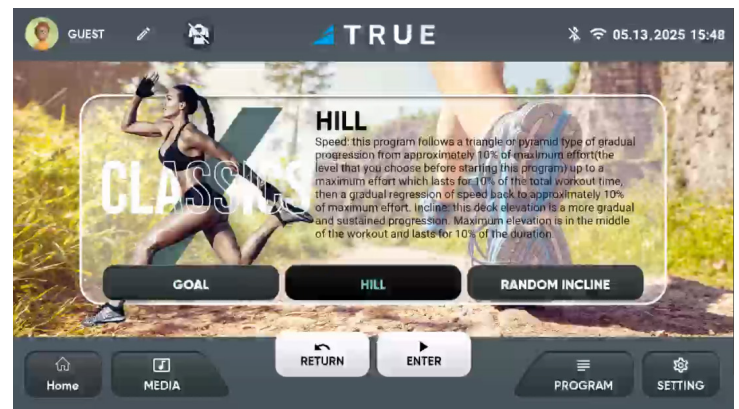 GUEST
TRUE
05.13.2025 15:48
CLASSICS
HILL
Speed: this program follows a triangle or pyramid type of gradual
progression from approximately 10% of maximum effort(the
level that you choose before starting this program) up to a
maximum effort which lasts for 10% of the total workout time,
then a gradual regression of speed back to approximately 10%
of maximum effort. Incline: this deck elevation is a more gradual
and sustained progression. Maximum elevation is in the middle
of the workout and lasts for 10% of the duration
GOAL
HILL
RANDOM INCLINE
RETURN
ENTER
Home
MEDIA
PROGRAM
SETTING